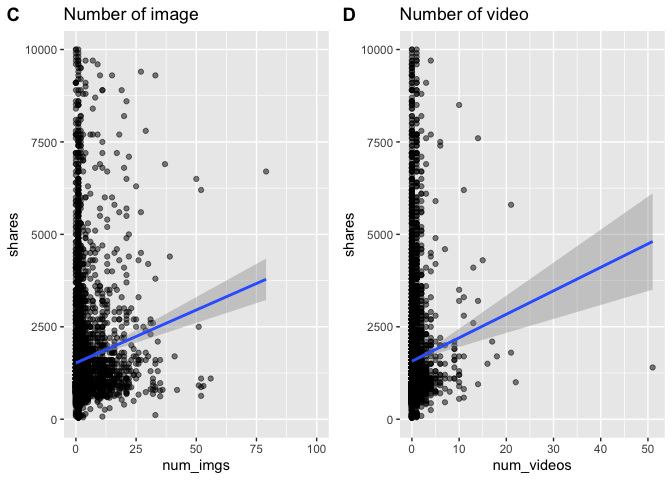 C Number of image
10000
7500
5000
2500
0
shares
0 25 50 75 100
num_imgs
D Number of video
10000
7500
5000
2500
0
shares
0 10 20 30 40 50
num_videos